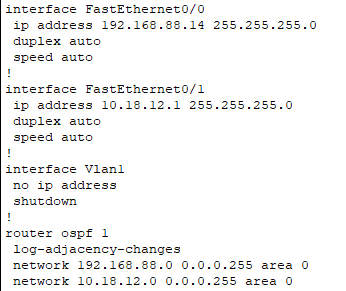 interface FastEthernet0/0
 ip address 192.168.88.14 255.255.255.0
 duplex auto
 speed auto
!
interface FastEthernet0/1
 ip address 10.18.12.1 255.255.255.0
 duplex auto
 speed auto
!
interface Vlan1
 no ip address
 shutdown
!
router ospf 1
 log-adjacency-changes
 network 192.168.88.0 0.0.0.255 area 0
 network 10.18.12.0 0.0.0.255 area 0